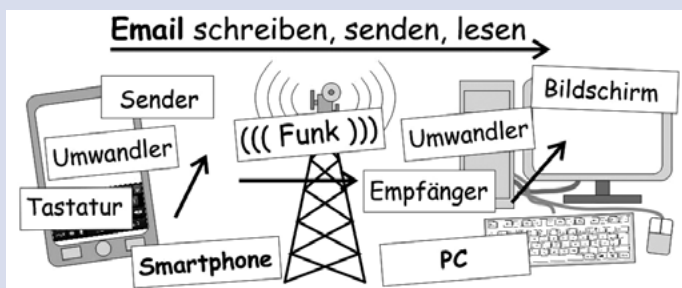 Email schreiben, senden, lesen
Sender
Umwandler
Tastatur
Smartphone
((( Funk )))
Bildschirm
Umwandler
Empfänger
PC